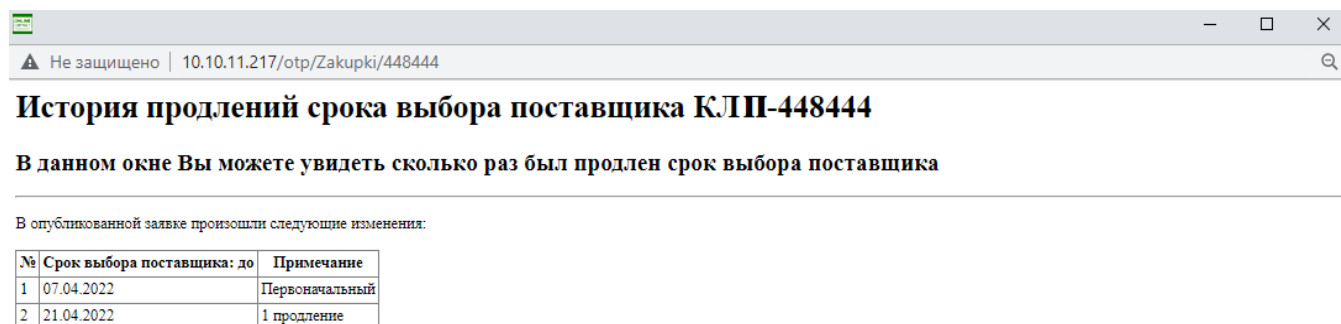 Не защищено | 10.10.11.217/otp/Zakupki/448444
История продлений срока выбора поставщика КЛП-448444
В данном окне Вы можете увидеть сколько раз был продлен срок выбора поставщика
В опубликованной заявке произошли следующие изменения:
№ Срок выбора поставщика: до Примечание
1 07.04.2022 Первоначальный
2 21.04.2022 1 продление